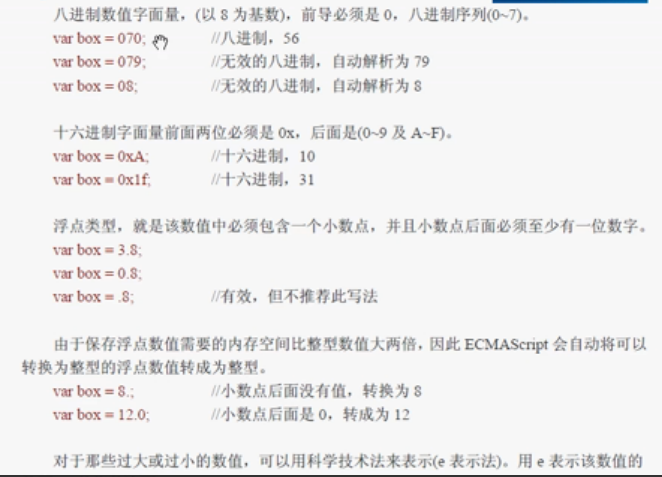 八进制数值字面量，(以 8 为基数)，前导必须是 0，八进制序列(0~7)。
var box = 070; //八进制，56
var box = 079; //无效的八进制，自动解析为 79
var box = 08; //无效的八进制，自动解析为 8
十六进制字面量前面两位必须是 0x，后面是(0~9 及 A~F)。
var box = 0xA; //十六进制，10
var box = 0x1f; //十六进制，31
浮点类型，就是该数值中必须包含一个小数点，并且小数点后面必须至少有一位数字。
var box = 3.8;
var box = 0.8;
var box = .8; //有效，但不推荐此写法
由于保存浮点数值需要的内存空间比整型数值大两倍，因此 ECMAScript 会自动将可以
转换为整型的浮点数值转成为整型。
var box = 8.; //小数点后面没有值，转换为 8
var box = 12.0; //小数点后面是 0，转成为 12
对于那些过大或过小的数值，可以用科学技术法来表示(e 表示法)。用 e 表示该数值的